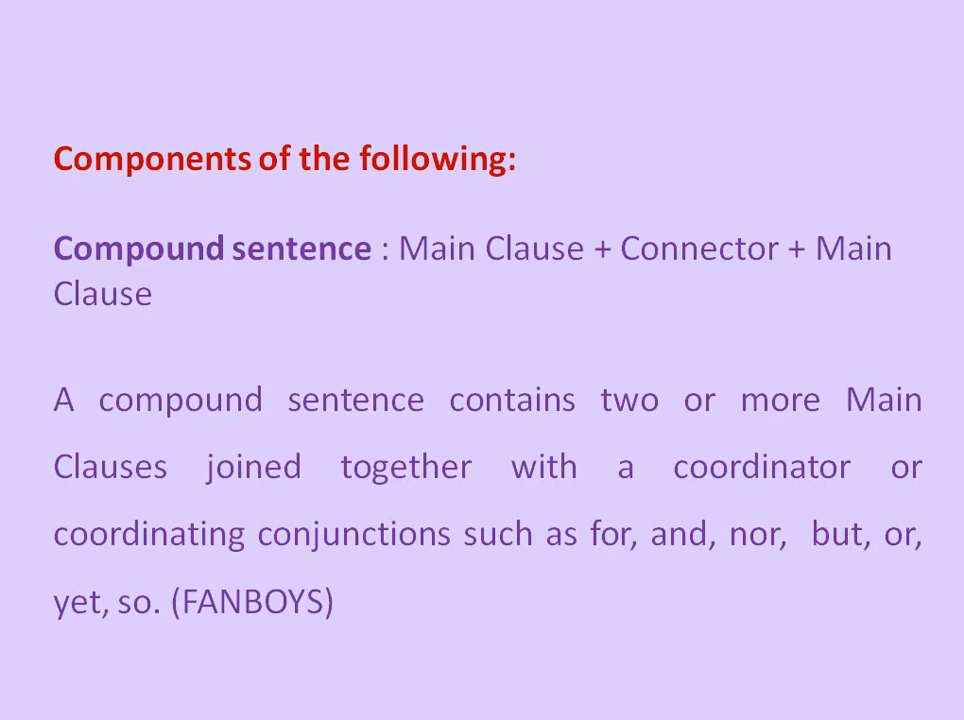 Components of the following:
Compound sentence : Main Clause + Connector + Main
Clause
A compound sentence contains two or more Main
Clauses joined together with a coordinator or
coordinating conjunctions such as for, and, nor, but, or,
yet, so. (FANBOYS)